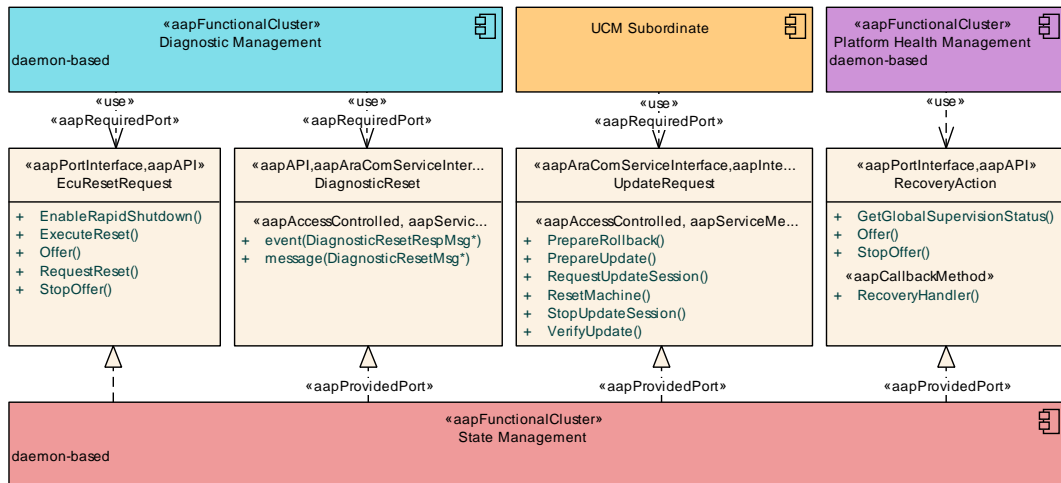 «aapFunctionalCluster»
Diagnostic Management
daemon-based
UCM Subordinate
«aapFunctionalCluster»
Platform Health Management
daemon-based
«use»
«aapRequiredPort»
«use»
«aapRequiredPort»
«use»
«aapRequiredPort»
«use»
«aapPortInterface,aapAPI»
EcuResetRequest
+ EnableRapidShutdown()
+ ExecuteReset()
+ Offer()
+ RequestReset()
+ StopOffer()
«aapAPI,aapAraComServiceInter...
DiagnosticReset
«aapAccessControlled, aapServic...
+ event(DiagnosticResetRespMsg*)
+ message(DiagnosticResetMsg*)
«aapAraComServiceInterface,aapInte...
UpdateRequest
«aapAccessControlled, aapServiceMe...
+ PrepareRollback()
+ PrepareUpdate()
+ RequestUpdateSession()
+ ResetMachine()
+ StopUpdateSession()
+ VerifyUpdate()
«aapPortInterface,aapAPI»
RecoveryAction
+ GetGlobalSupervisionStatus()
+ Offer()
+ StopOffer()
«aapCallbackMethod»
+ RecoveryHandler()
«aapProvidedPort»
«aapProvidedPort»
«aapProvidedPort»
«aapFunctionalCluster»
State Management
daemon-based